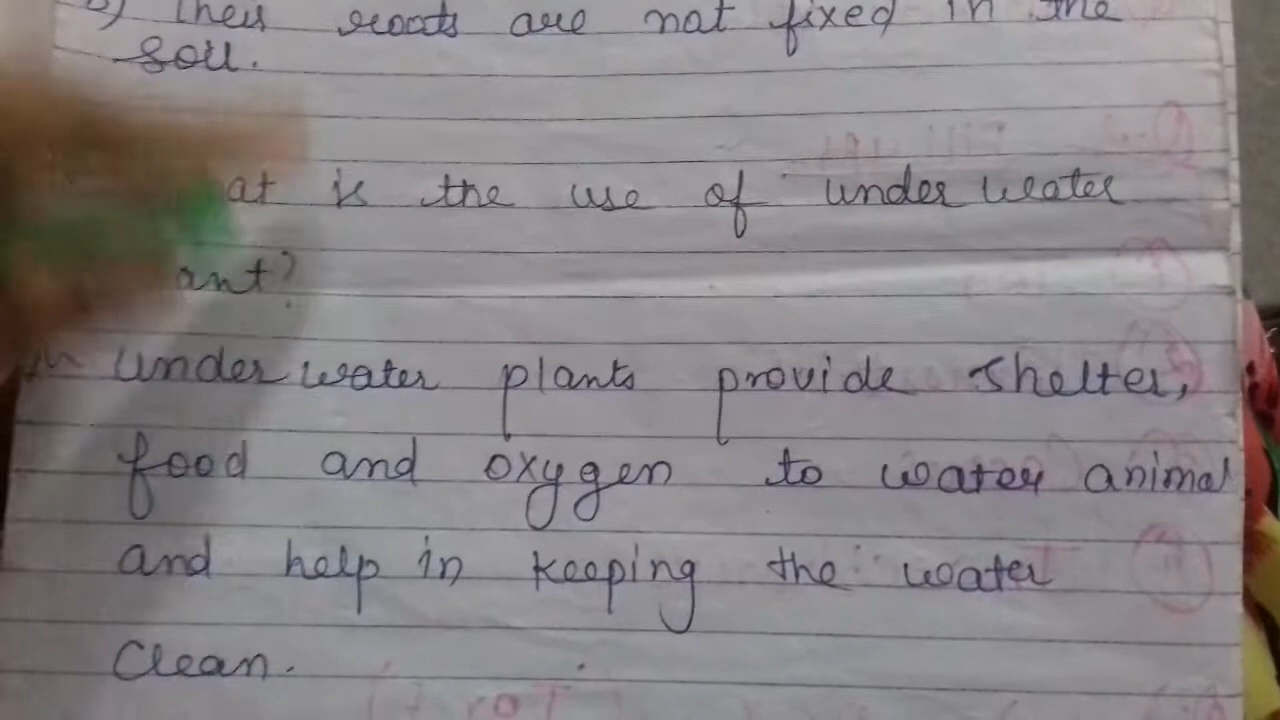 b) Their roots are not fixed in the
soil.
at is the use of under water
ant?
under water plants provide shelter,
food and oxygen to water animal
and help in keeping the water
clean.